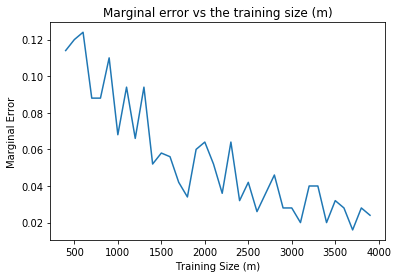 Marginal error vs the training size (m)
0.12
0.10
0.08
0.06
0.04
0.02
Marginal Error
500 1000 1500 2000 2500 3000 3500 4000
Training Size (m)